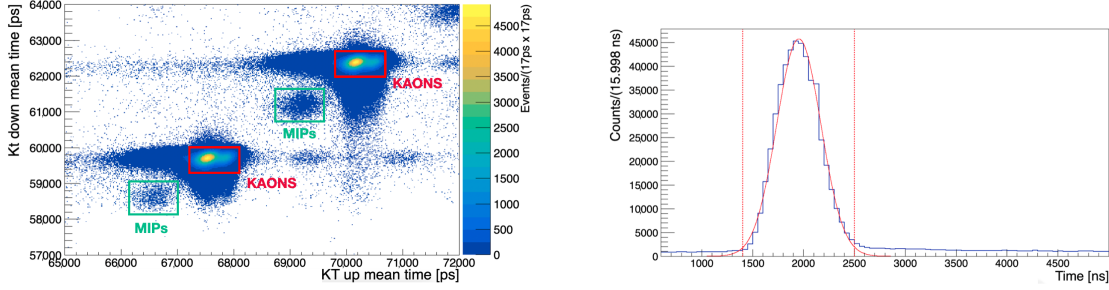 Kt down mean time [ps]
64000
63000
62000
61000
60000
59000
58000
57000
KAONS
MIPs
KAONS
MIPs
65000 66000 67000 68000 69000 70000 71000 72000
KT up mean time [ps]
4500
4000
3500
3000
2500
2000
1500
1000
500
0
Events/(17ps x 17ps)
Counts/(15.998 ns)
45000
40000
35000
30000
25000
20000
15000
10000
5000
0
1000 1500 2000 2500 3000 3500 4000 4500
Time [ns]